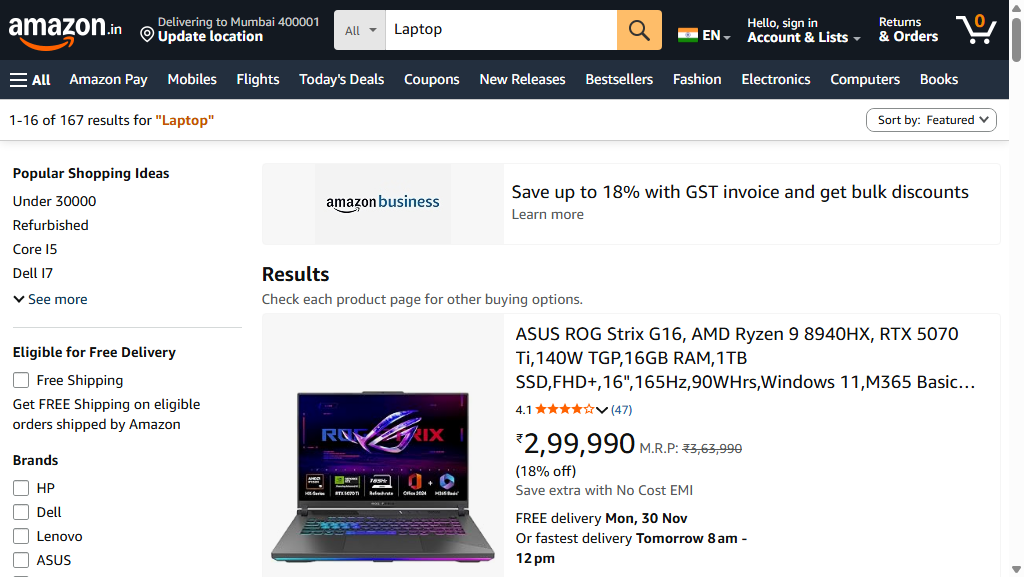 amazon.in
Delivering to Mumbai 400001
Update location
All
Laptop
EN
Hello, sign in
Account & Lists
Returns
& Orders
0
All
Amazon Pay
Mobiles
Flights
Today's Deals
Coupons
New Releases
Bestsellers
Fashion
Electronics
Computers
Books
1-16 of 167 results for "Laptop"
Sort by: Featured
Popular Shopping Ideas
Under 30000
Refurbished
Core I5
Dell I7
See more
Eligible for Free Delivery
Free Shipping
Get FREE Shipping on eligible
orders shipped by Amazon
Brands
HP
Dell
Lenovo
ASUS
amazon business
Save up to 18% with GST invoice and get bulk discounts
Learn more
Results
Check each product page for other buying options.
ASUS ROG Strix G16, AMD Ryzen 9 8940HX, RTX 5070
Ti,140W TGP,16GB RAM,1TB
SSD,FHD+,16",165Hz,90WHrs,Windows 11,M365 Basic…
4.1 (47)
₹2,99,990 M.R.P: ₹3,63,990
(18% off)
Save extra with No Cost EMI
FREE delivery Mon, 30 Nov
Or fastest delivery Tomorrow 8 am -
12 pm